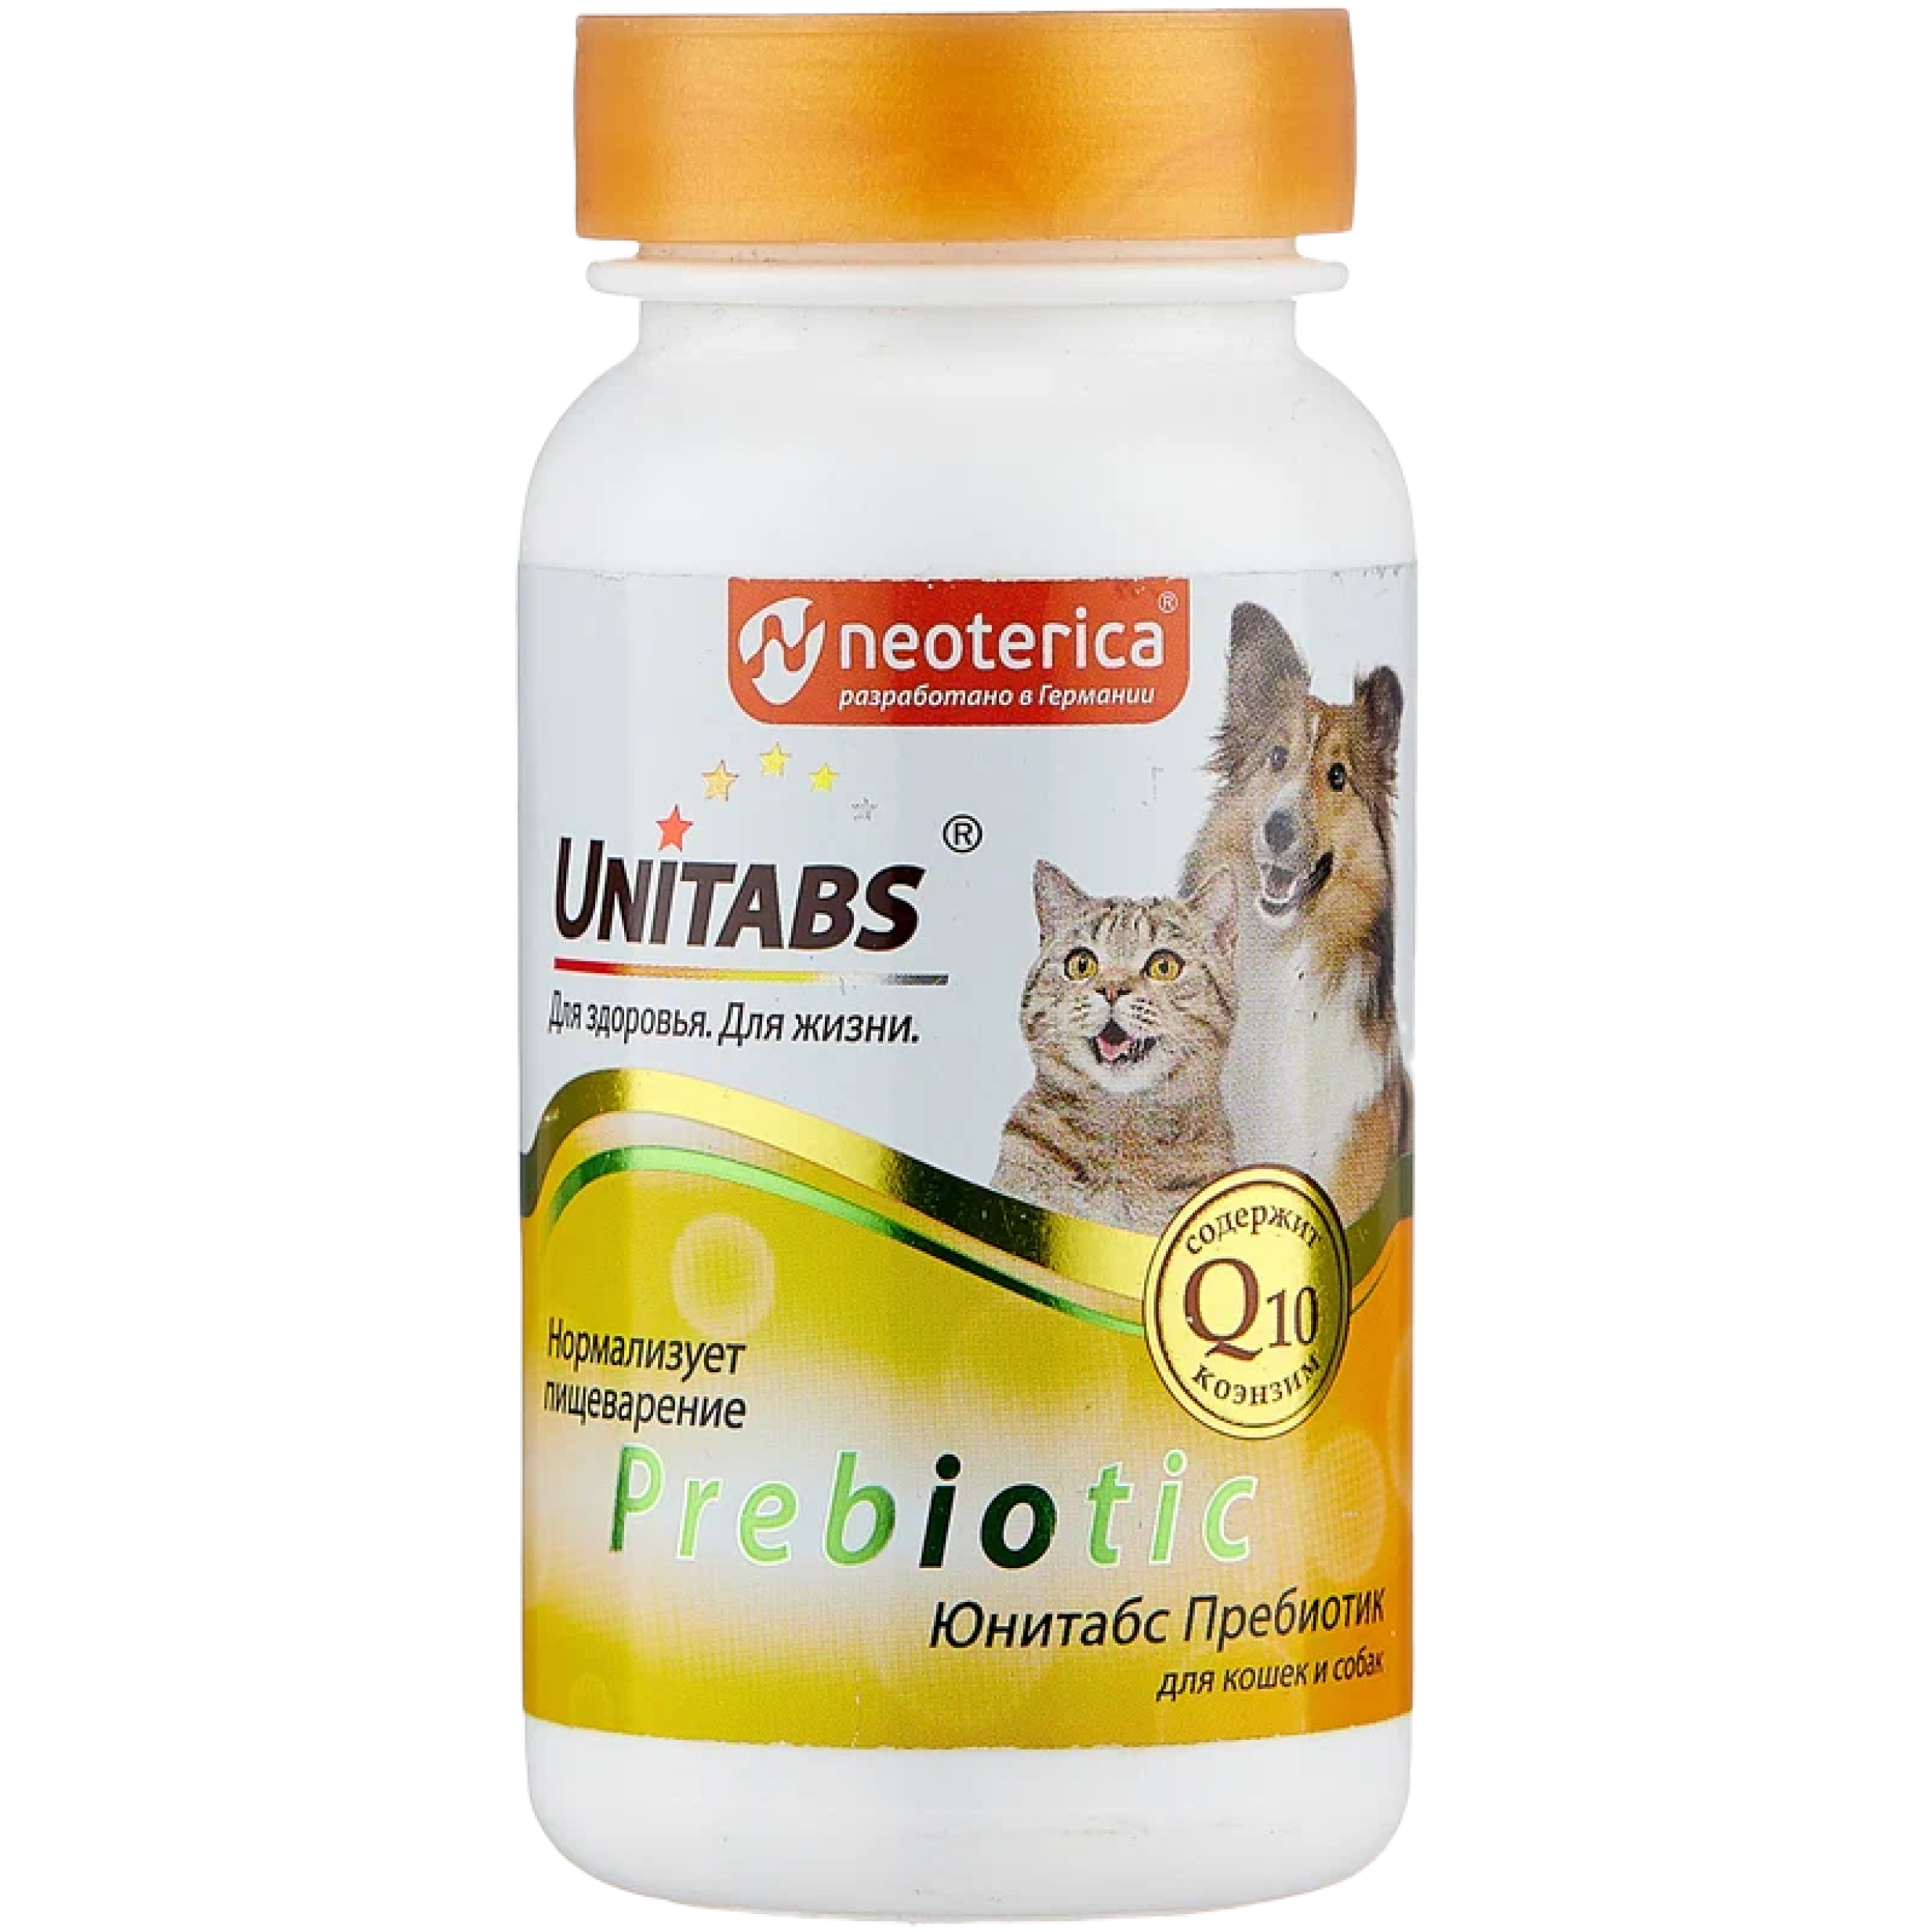 neoterica®
разработано в Германии
UNITABS®
Для здоровья. Для жизни.
содержит
Q10
коэнзим
Нормализует
пищеварение
Prebiotic
Юнитабс Пребиотик
для кошек и собак